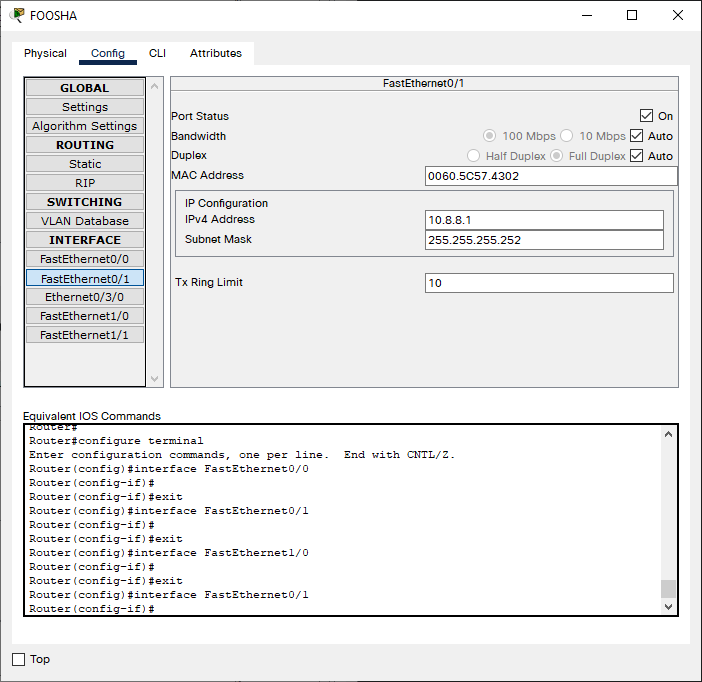 FOOSHA
Physical Config CLI Attributes
GLOBAL
Settings
Algorithm Settings
ROUTING
Static
RIP
SWITCHING
VLAN Database
INTERFACE
FastEthernet0/0
FastEthernet0/1
Ethernet0/3/0
FastEthernet1/0
FastEthernet1/1
FastEthernet0/1
Port Status On
Bandwidth 100 Mbps 10 Mbps Auto
Duplex Half Duplex Full Duplex Auto
MAC Address 0060.5C57.4302
IP Configuration
IPv4 Address 10.8.8.1
Subnet Mask 255.255.255.252
Tx Ring Limit 10
Equivalent IOS Commands
Router#
Router#configure terminal
Enter configuration commands, one per line.  End with CNTL/Z.
Router(config)#interface FastEthernet0/0
Router(config-if)#
Router(config-if)#exit
Router(config)#interface FastEthernet0/1
Router(config-if)#
Router(config-if)#exit
Router(config)#interface FastEthernet1/0
Router(config-if)#
Router(config-if)#exit
Router(config)#interface FastEthernet0/1
Router(config-if)#
Top